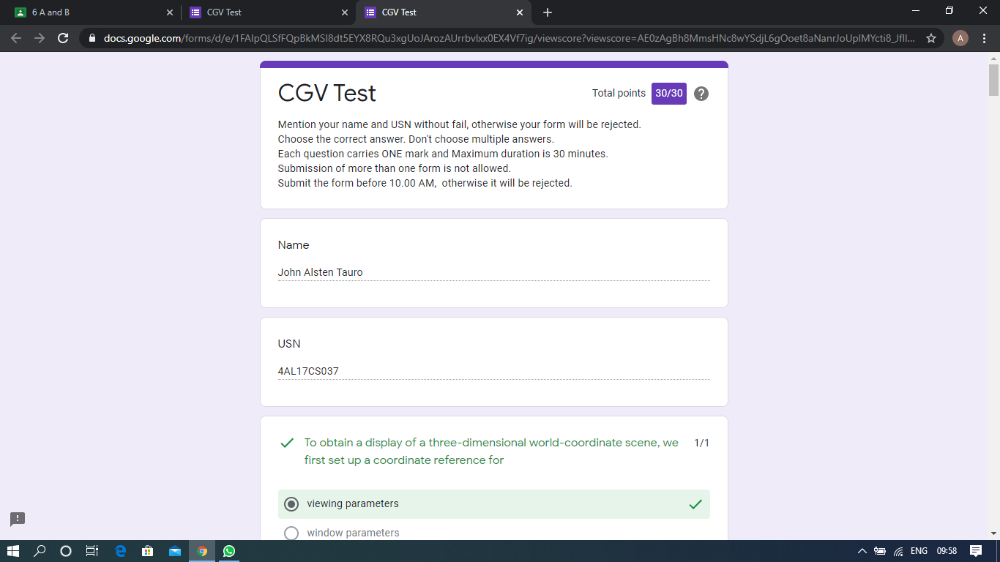 6 A and B
CGV Test
CGV Test
docs.google.com/forms/d/e/1FAIpQLSfFQpBkMSI8dt5EYX8RQu3xgUoJArozAUrrbvlxx0EX4Vf7ig/viewscore?viewscore=AE0zAgBh8MmsHNc8wYSdjL6gOoet8aNanrJoUpIMYcti8_JfIl...
A
CGV Test
Total points 30/30
Mention your name and USN without fail, otherwise your form will be rejected.
Choose the correct answer. Don't choose multiple answers.
Each question carries ONE mark and Maximum duration is 30 minutes.
Submission of more than one form is not allowed.
Submit the form before 10.00 AM,  otherwise it will be rejected.
Name
John Alsten Tauro
USN
4AL17CS037
To obtain a display of a three-dimensional world-coordinate scene, we 1/1
first set up a coordinate reference for
viewing parameters
window parameters
ENG 09:58